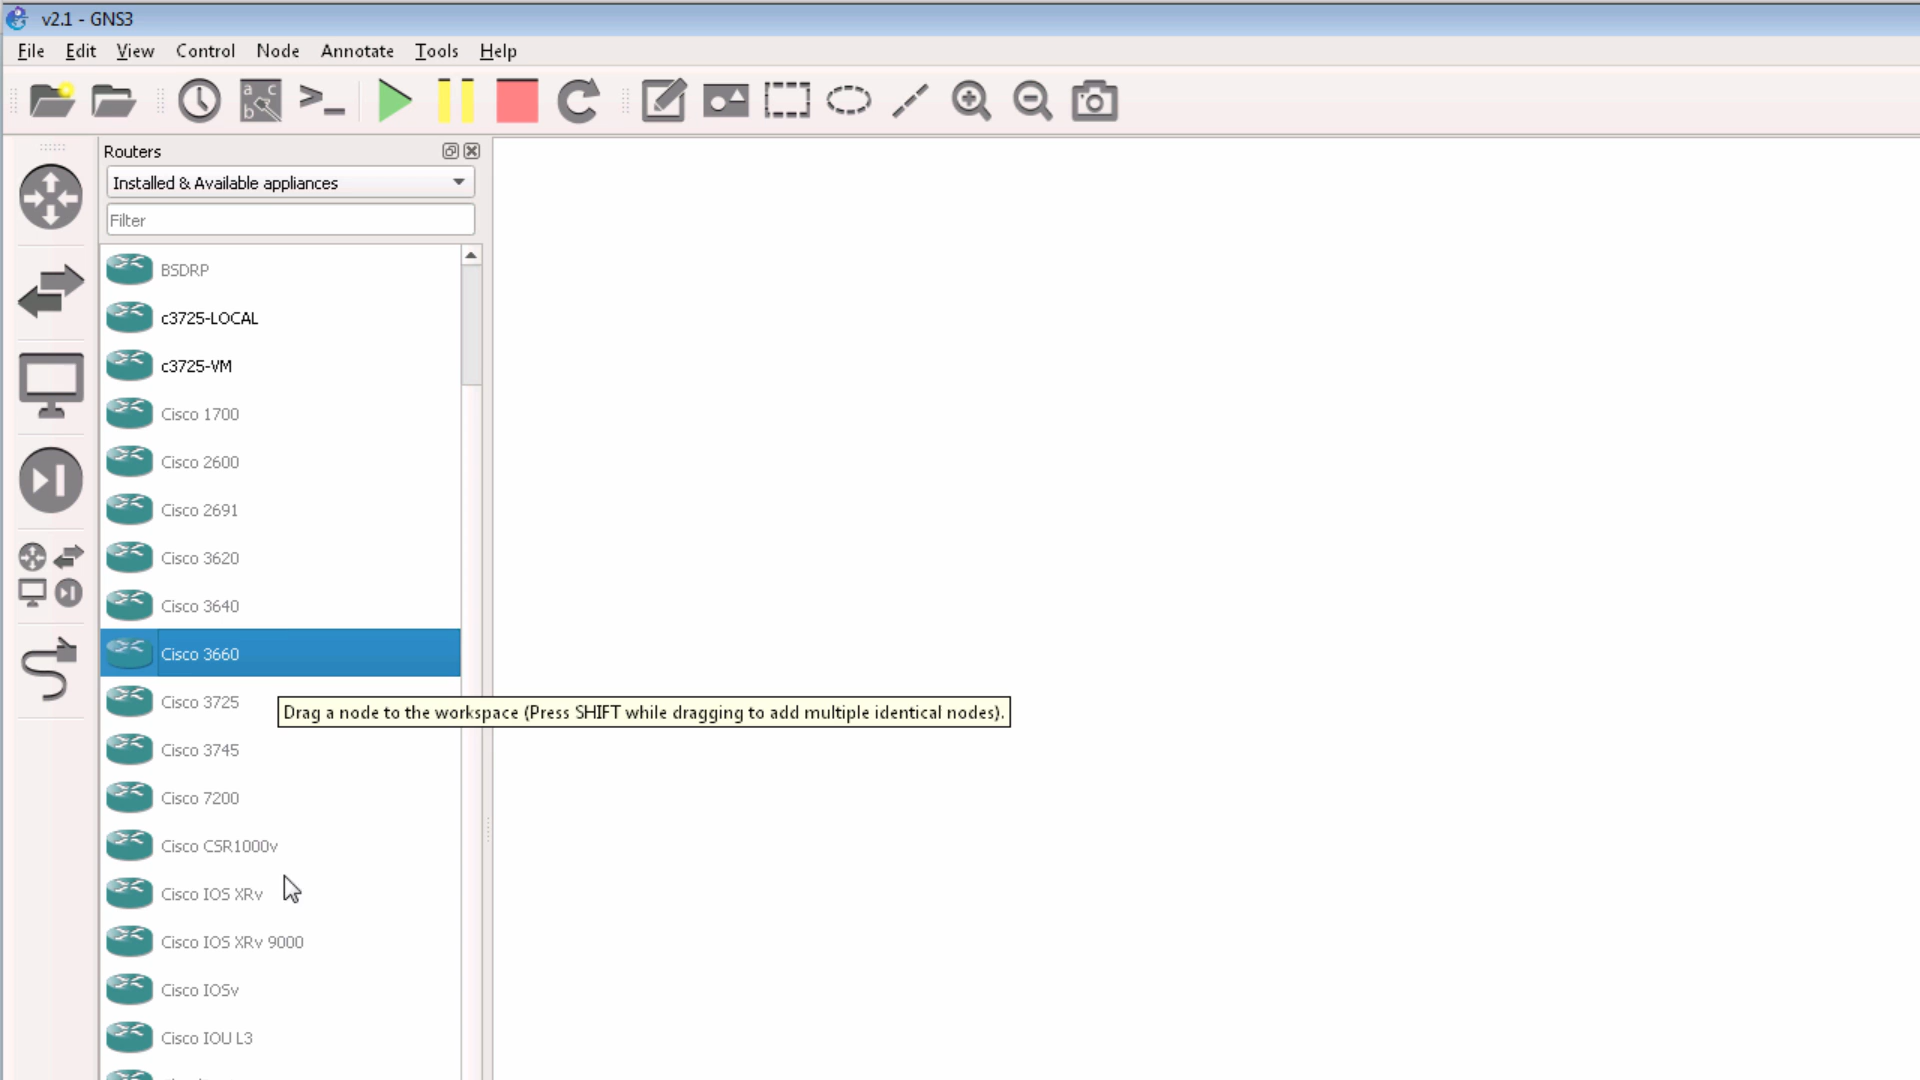 v2.1 - GNS3
File Edit View Control Node Annotate Tools Help
a c
b
Routers
Installed & Available appliances
Filter
BSDRP
c3725-LOCAL
c3725-VM
Cisco 1700
Cisco 2600
Cisco 2691
Cisco 3620
Cisco 3640
Cisco 3660
Cisco 3725
Drag a node to the workspace (Press SHIFT while dragging to add multiple identical nodes).
Cisco 3745
Cisco 7200
Cisco CSR1000v
Cisco IOS XRv
Cisco IOS XRv 9000
Cisco IOSv
Cisco IOU L3